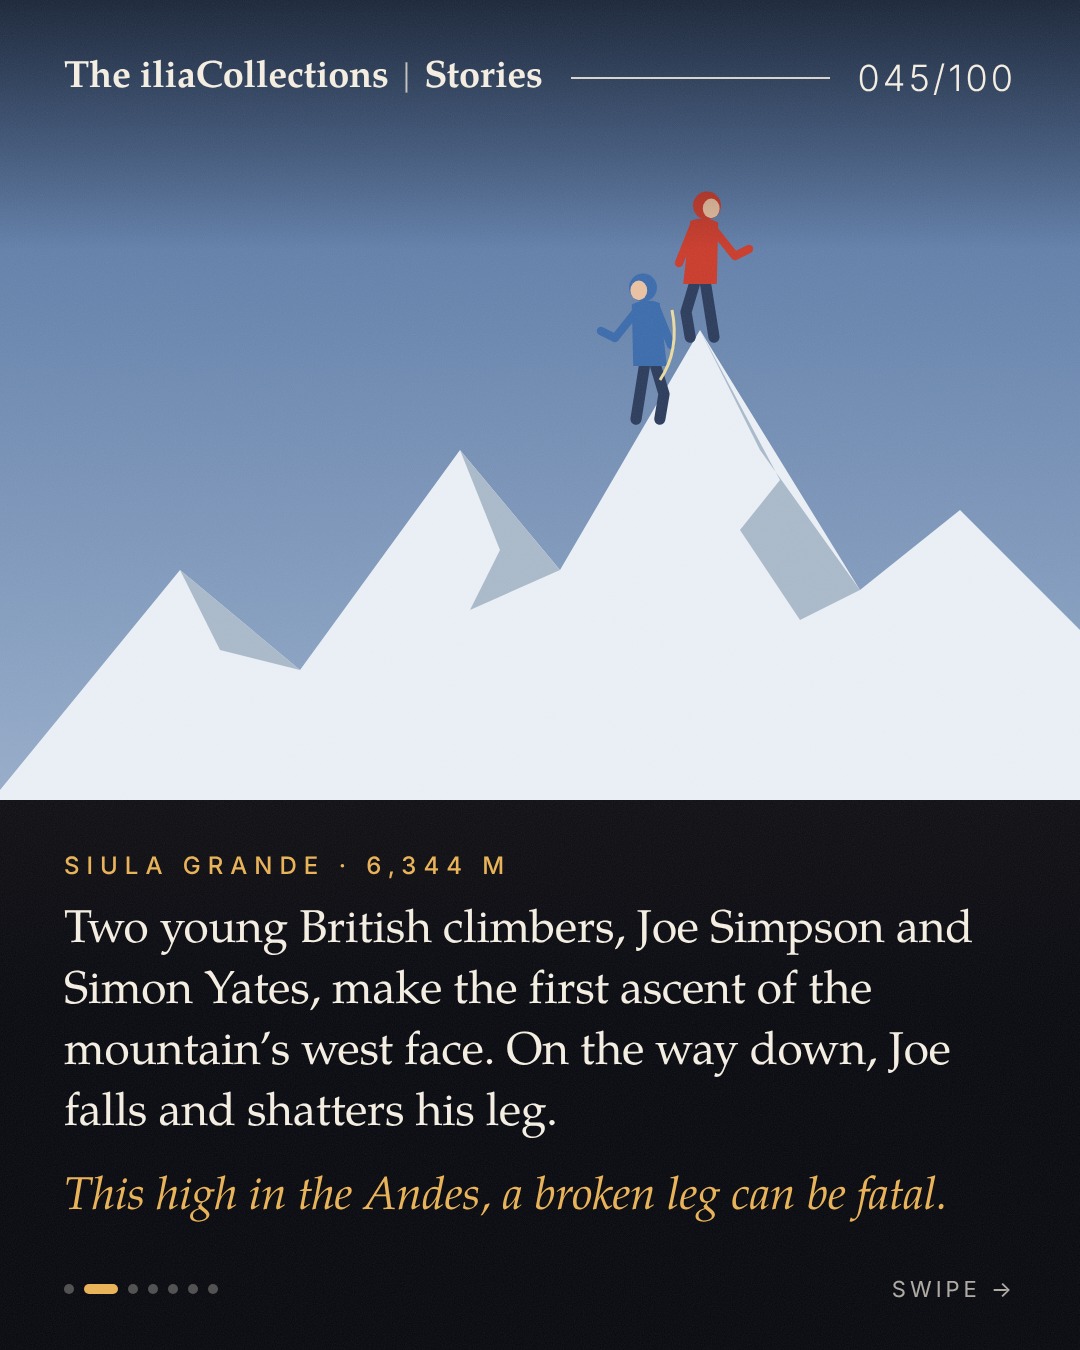 The iliaCollections | Stories 045/100
SIULA GRANDE · 6,344 M
Two young British climbers, Joe Simpson and
Simon Yates, make the first ascent of the
mountain’s west face. On the way down, Joe
falls and shatters his leg.
This high in the Andes, a broken leg can be fatal.
SWIPE →